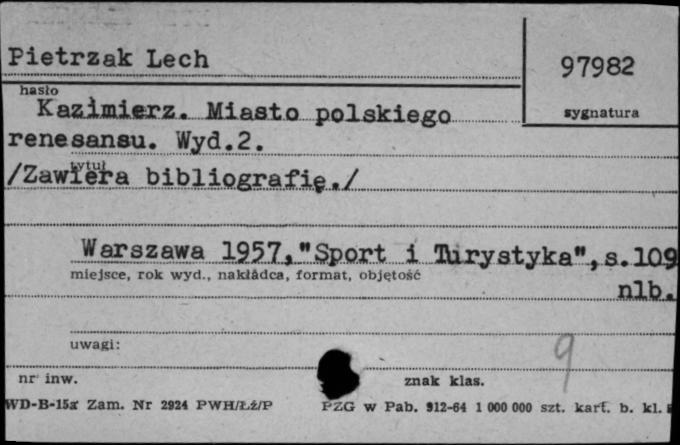 Pietrzak Lech
97982
hasło
sygnatura
Kazimierz. Miasto polskiego
renesansu. Wyd.2.
tytuł
/Zawiera bibliografię./
Warszawa 1957,"Sport i Turystyka",s.109
miejsce, rok wyd., nakładca, format, objętość
nlb.
uwagi:
9
nr inw.
znak klas.
WD-B-15a Zam. Nr 2924 PWH/Łż/P PZG w Pab. 912-64 1 000 000 szt. kart. b. kl.